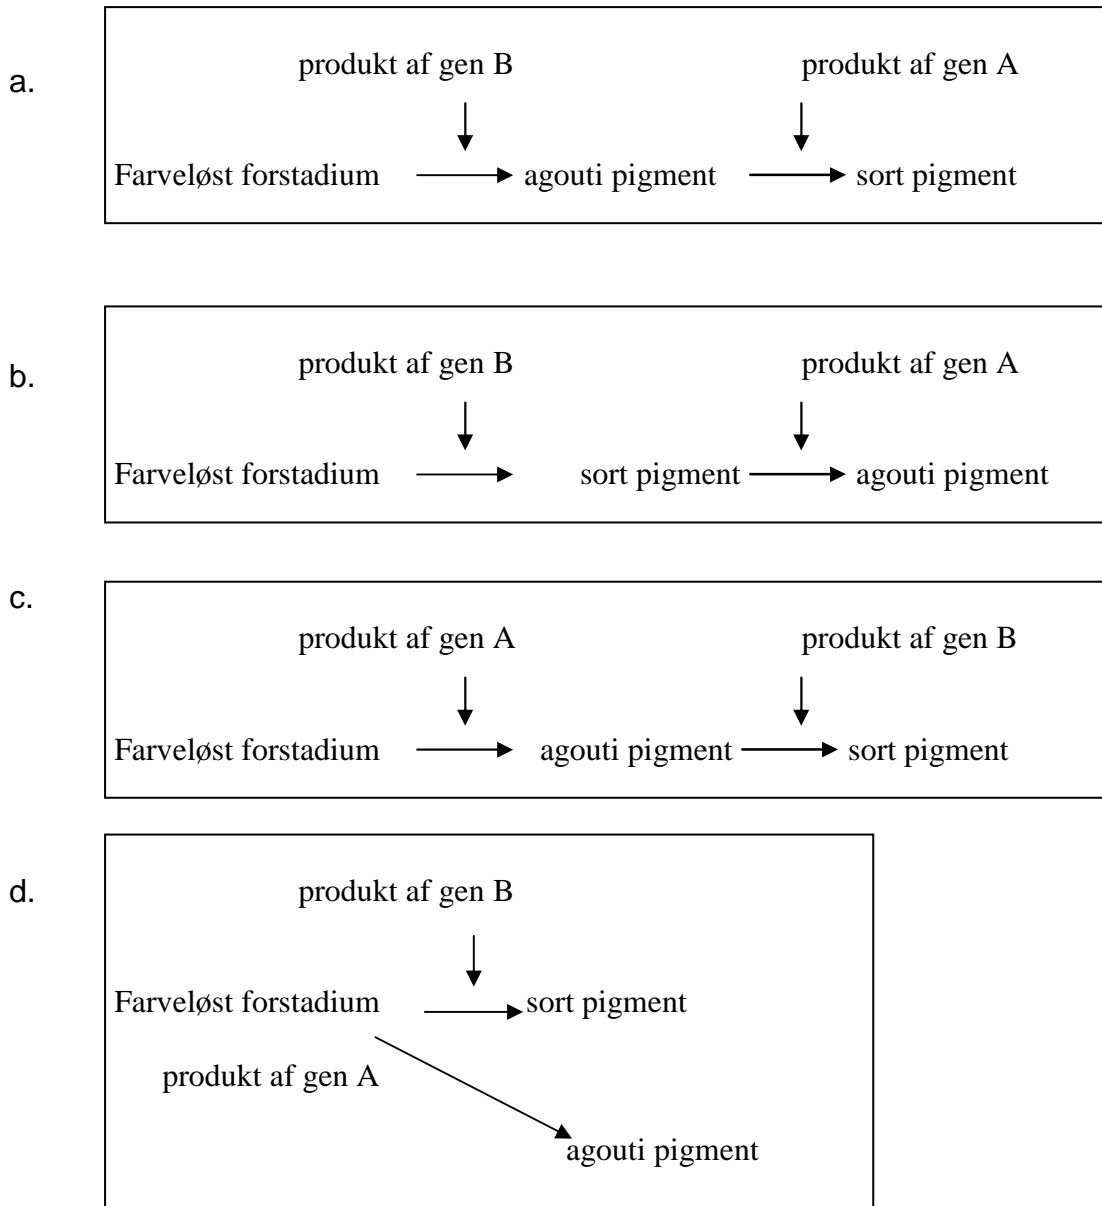 a.
produkt af gen B produkt af gen A
Farveløst forstadium agouti pigment sort pigment
b.
produkt af gen B produkt af gen A
Farveløst forstadium sort pigment agouti pigment
c.
produkt af gen A produkt af gen B
Farveløst forstadium agouti pigment sort pigment
d.
produkt af gen B
Farveløst forstadium sort pigment
produkt af gen A
agouti pigment